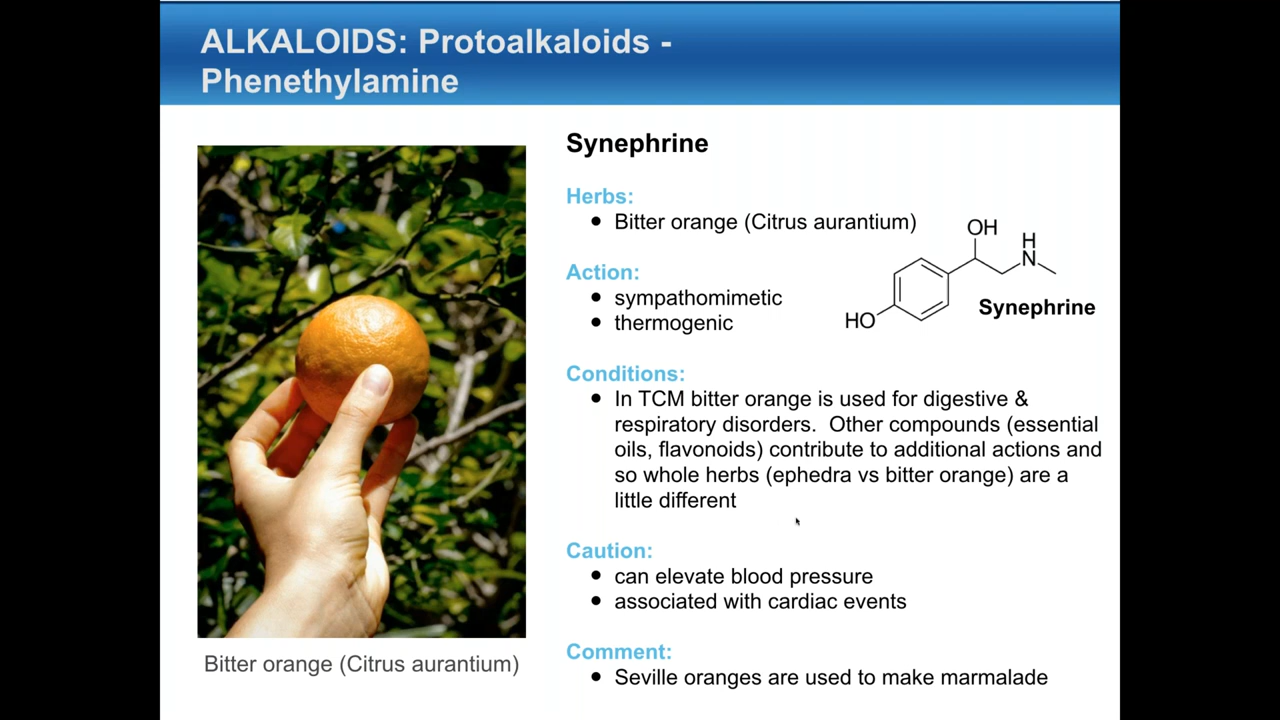 ALKALOIDS: Protoalkaloids -
Phenethylamine
Synephrine
Herbs:
• Bitter orange (Citrus aurantium)
Action:
• sympathomimetic
• thermogenic
OH
H
N
HO
Synephrine
Conditions:
• In TCM bitter orange is used for digestive &
respiratory disorders.  Other compounds (essential
oils, flavonoids) contribute to additional actions and
so whole herbs (ephedra vs bitter orange) are a
little different
Caution:
• can elevate blood pressure
• associated with cardiac events
Comment:
• Seville oranges are used to make marmalade
Bitter orange (Citrus aurantium)